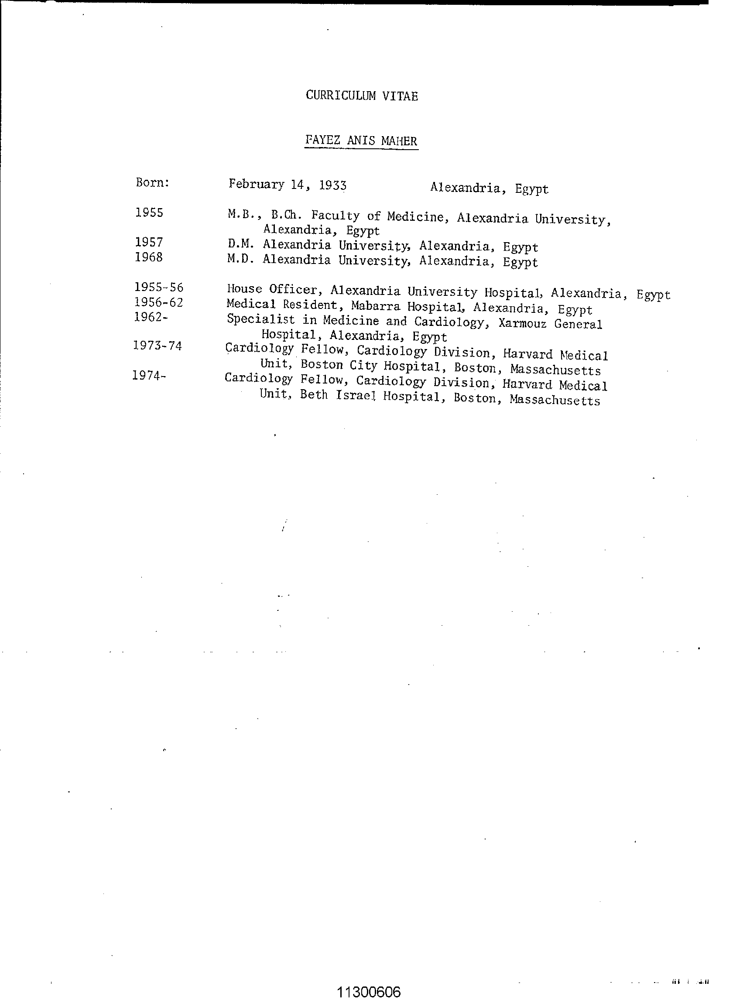 CURRICULUM VITAE
FAYEZ ANIS MAHER
Born: February 14, 1933 Alexandria, Egypt
1955 M.B., B.Ch. Faculty of Medicine, Alexandria University,
Alexandria, Egypt
1957 D.M. Alexandria University, Alexandria, Egypt
1968 M.D. Alexandria University, Alexandria, Egypt
1955-56 House Officer, Alexandria University Hospital, Alexandria, Egypt
1956-62 Medical Resident, Mabarra Hospital, Alexandria, Egypt
1962- Specialist in Medicine and Cardiology, Xarmouz General
Hospital, Alexandria, Egypt
1973-74 Cardiology Fellow, Cardiology Division, Harvard Medical
Unit, Boston City Hospital, Boston, Massachusetts
1974- Cardiology Fellow, Cardiology Division, Harvard Medical
Unit, Beth Israel Hospital, Boston, Massachusetts
11300606